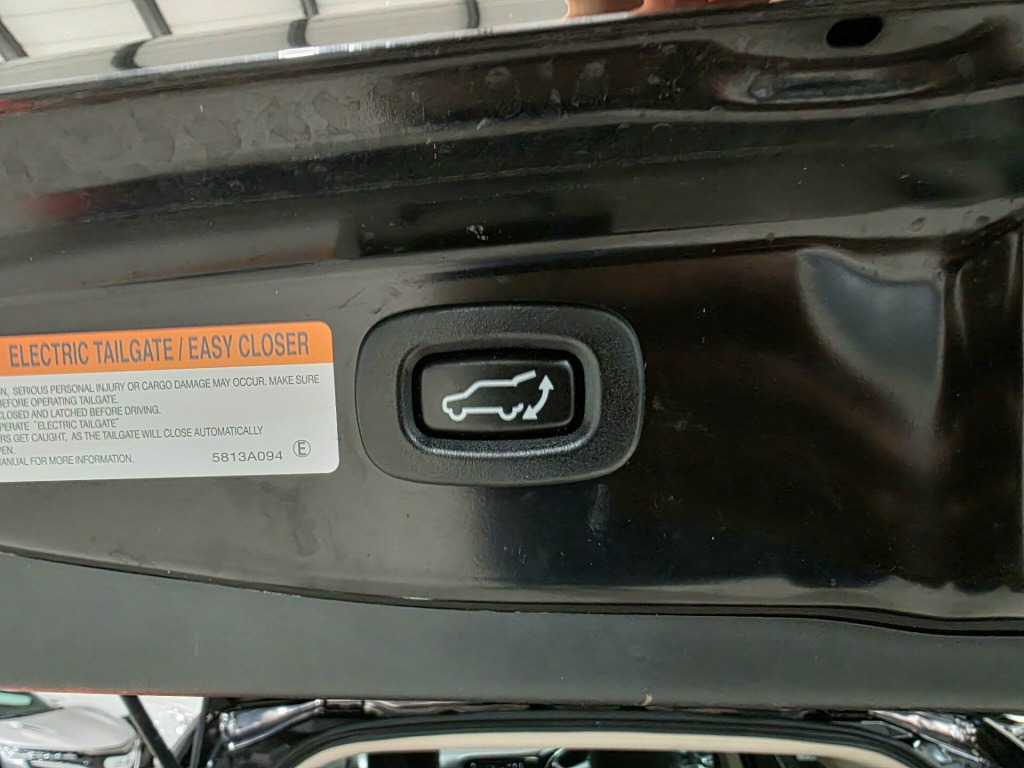 ELECTRIC TAILGATE / EASY CLOSER
SERIOUS PERSONAL INJURY OR CARGO DAMAGE MAY OCCUR. MAKE SURE
BEFORE OPERATING TAILGATE.
CLOSED AND LATCHED BEFORE DRIVING.
"ELECTRIC TAILGATE"
GET CAUGHT, AS THE TAILGATE WILL CLOSE AUTOMATICALLY
MANUAL FOR MORE INFORMATION.
5813A094 E